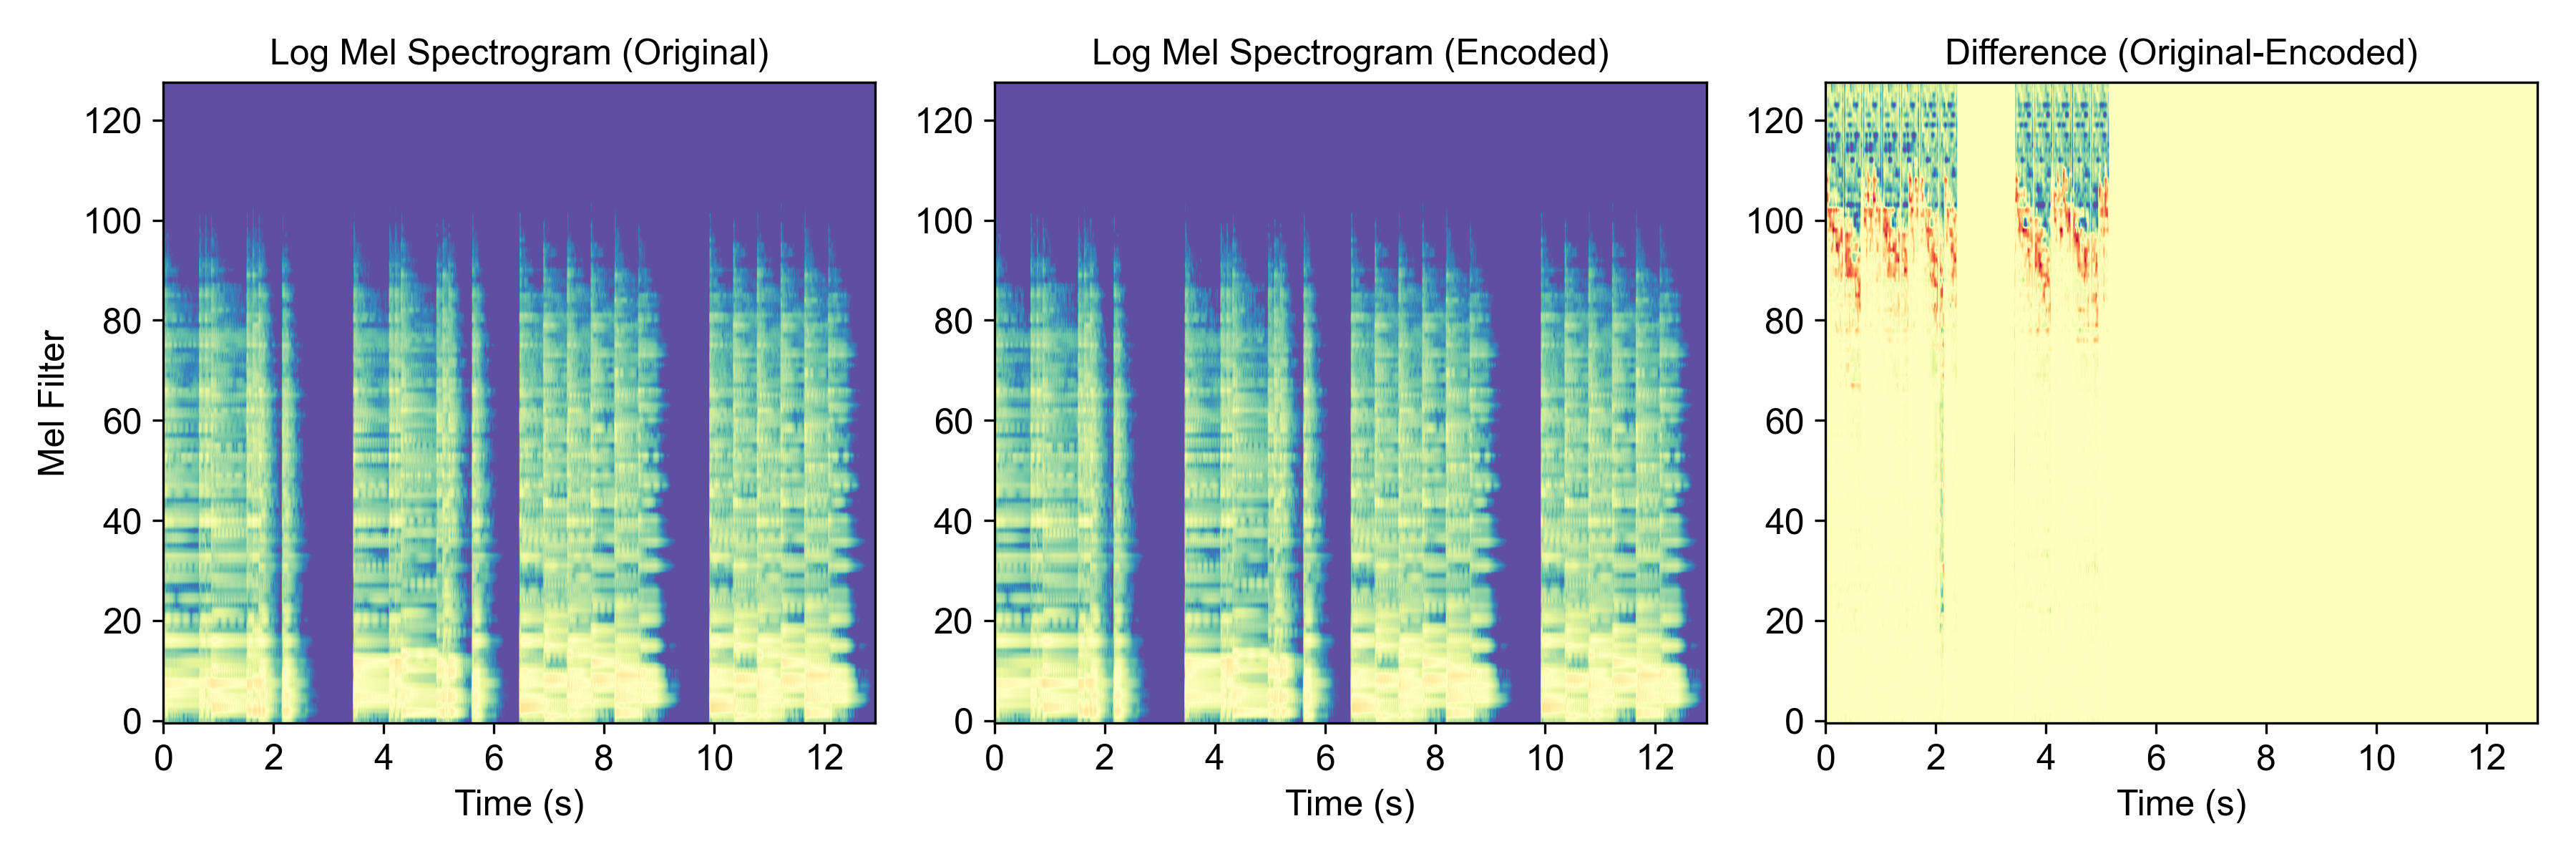 Log Mel Spectrogram (Original)
Mel Filter
120
100
80
60
40
20
0
0 2 4 6 8 10 12
Time (s)
Log Mel Spectrogram (Encoded)
120
100
80
60
40
20
0
0 2 4 6 8 10 12
Time (s)
Difference (Original-Encoded)
120
100
80
60
40
20
0
0 2 4 6 8 10 12
Time (s)